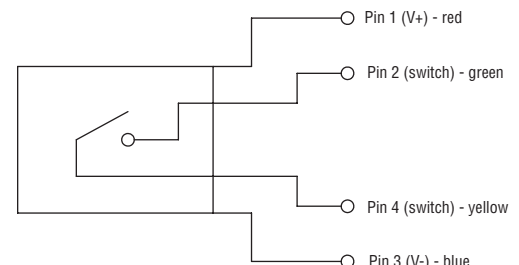 Pin 1 (V+) - red
Pin 2 (switch) - green
Pin 4 (switch) - yellow
Pin 3 (V-) - blue